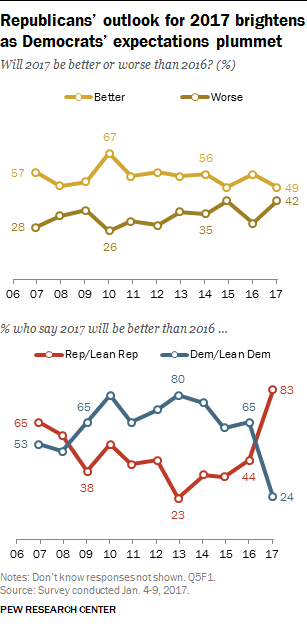 Republicans' outlook for 2017 brightens
as Democrats' expectations plummet
Will 2017 be better or worse than 2016? (%)
Better Worse
67
57 56
49
42
28 35
26
06 07 08 09 10 11 12 13 14 15 16 17
% who say 2017 will be better than 2016 ...
Rep/Lean Rep Dem/Lean Dem
83
80
65 65 65
53
38 44
23 24
06 07 08 09 10 11 12 13 14 15 16 17
Notes: Don't know responses not shown. Q5F1.
Source: Survey conducted Jan. 4-9, 2017.
PEW RESEARCH CENTER